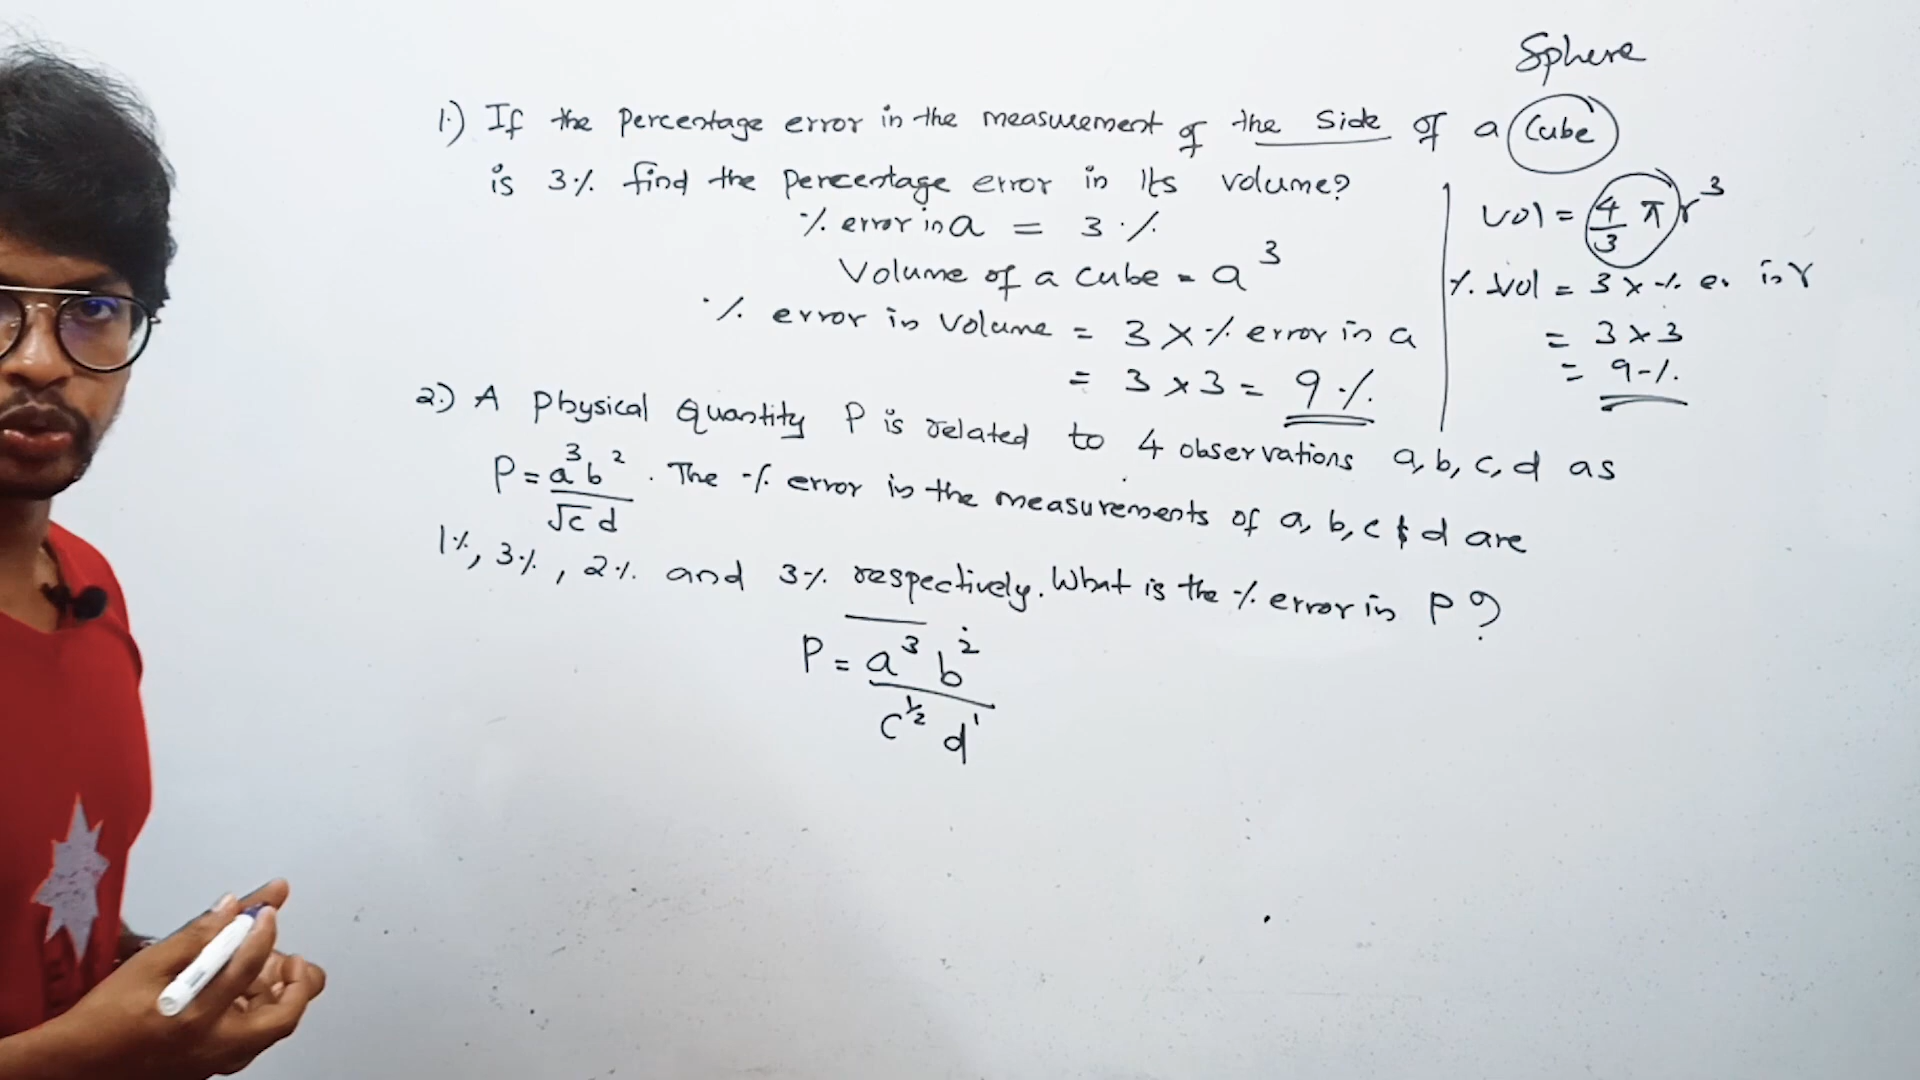 Sphere
1.) If the percentage error in the measurement of the side of a Cube
is 3% find the percentage error in its volume?
% error in a = 3%
Volume of a cube = a³
% error in volume = 3 × % error in a
= 3 × 3 = 9%
Vol = 4/3 π r³
% Vol = 3 × % er in r
= 3 × 3
= 9%
2.) A physical Quantity P is related to 4 observations a, b, c, d as
P = a³b²/√c d . The % error in the measurements of a, b, c & d are
1%, 3%, 2% and 3% respectively. What is the % error in P?
P = a³ b²
c^½ d¹